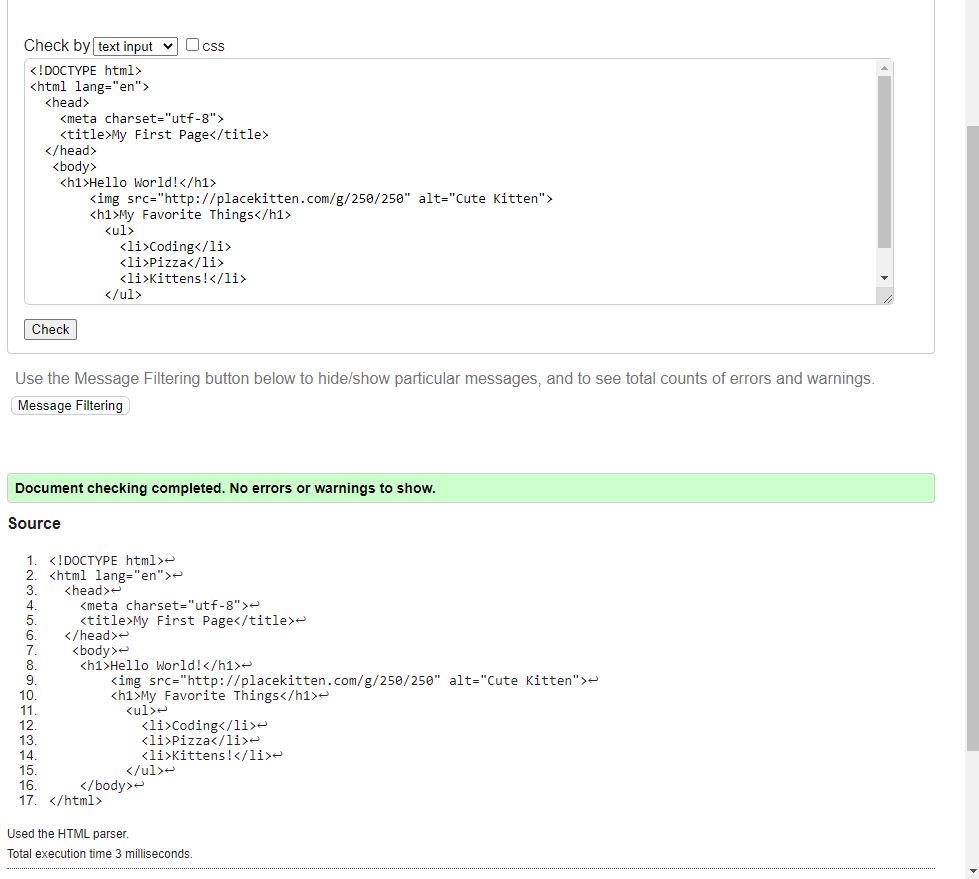 Check by text input css
<!DOCTYPE html>
<html lang="en">
  <head>
    <meta charset="utf-8">
    <title>My First Page</title>
  </head>
   <body>
    <h1>Hello World!</h1>
        <img src="http://placekitten.com/g/250/250" alt="Cute Kitten">
        <h1>My Favorite Things</h1>
          <ul>
            <li>Coding</li>
            <li>Pizza</li>
            <li>Kittens!</li>
          </ul>
Check
Use the Message Filtering button below to hide/show particular messages, and to see total counts of errors and warnings.
Message Filtering
Document checking completed. No errors or warnings to show.
Source
1. <!DOCTYPE html>↩
2. <html lang="en">↩
3.   <head>↩
4.     <meta charset="utf-8">↩
5.     <title>My First Page</title>↩
6.   </head>↩
7.    <body>↩
8.     <h1>Hello World!</h1>↩
9.         <img src="http://placekitten.com/g/250/250" alt="Cute Kitten">↩
10.         <h1>My Favorite Things</h1>↩
11.           <ul>↩
12.             <li>Coding</li>↩
13.             <li>Pizza</li>↩
14.             <li>Kittens!</li>↩
15.           </ul>↩
16.     </body>↩
17. </html>
Used the HTML parser.
Total execution time 3 milliseconds.